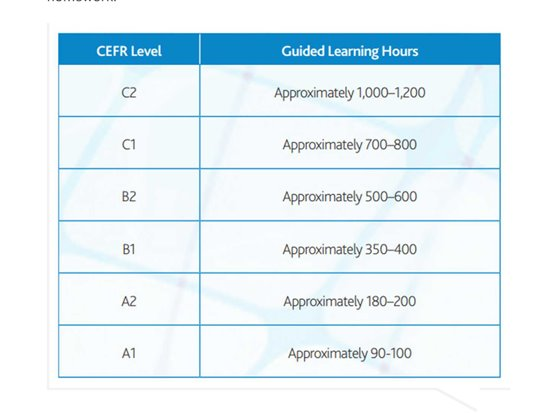 CEFR Level Guided Learning Hours
C2 Approximately 1,000–1,200
C1 Approximately 700–800
B2 Approximately 500–600
B1 Approximately 350–400
A2 Approximately 180–200
A1 Approximately 90-100